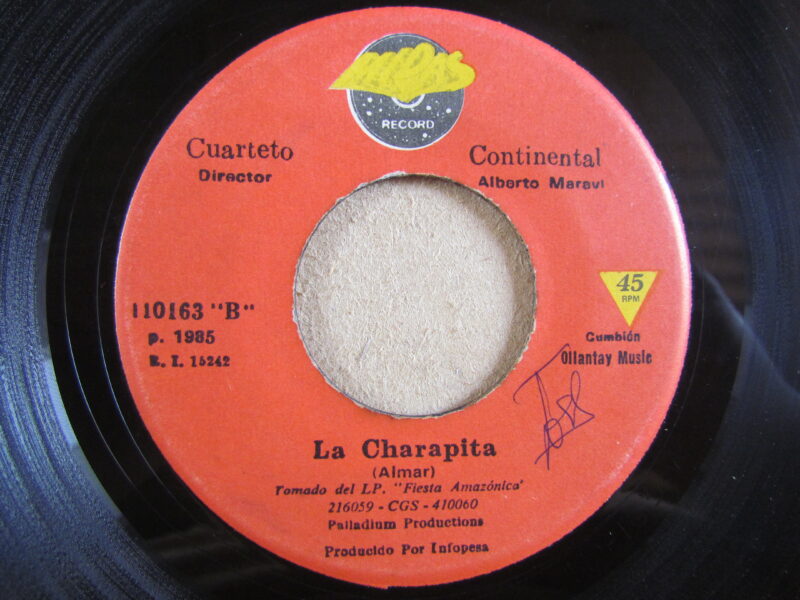 RECORD
Cuarteto Continental
Director Alberto Maravi
110163 "B"
p. 1985
R. I. 15242
45
RPM
Cumbión
Ollantay Music
La Charapita
(Almar)
Tomado del LP. "Fiesta Amazónica'
216059 - CGS - 410060
Palladium Productions
Producido Por Infopesa